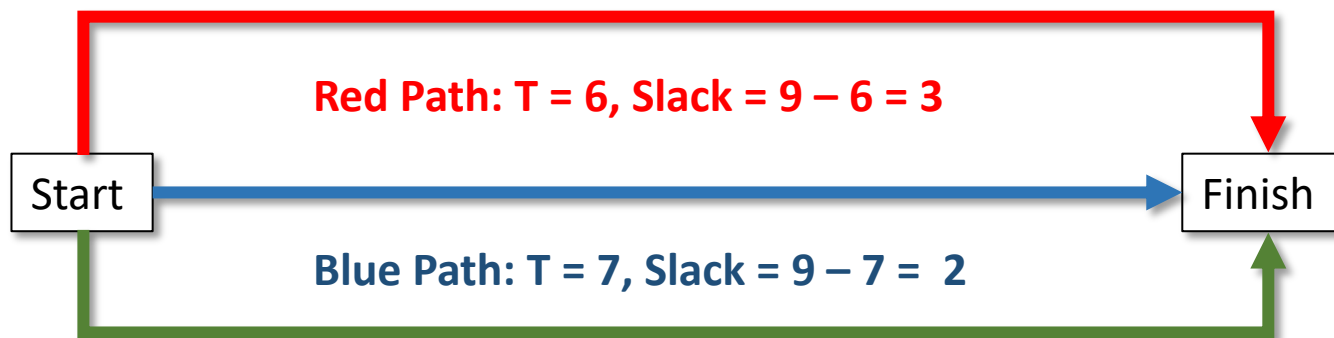 Red Path: T = 6, Slack = 9 – 6 = 3
Start
Finish
Blue Path: T = 7, Slack = 9 – 7 = 2